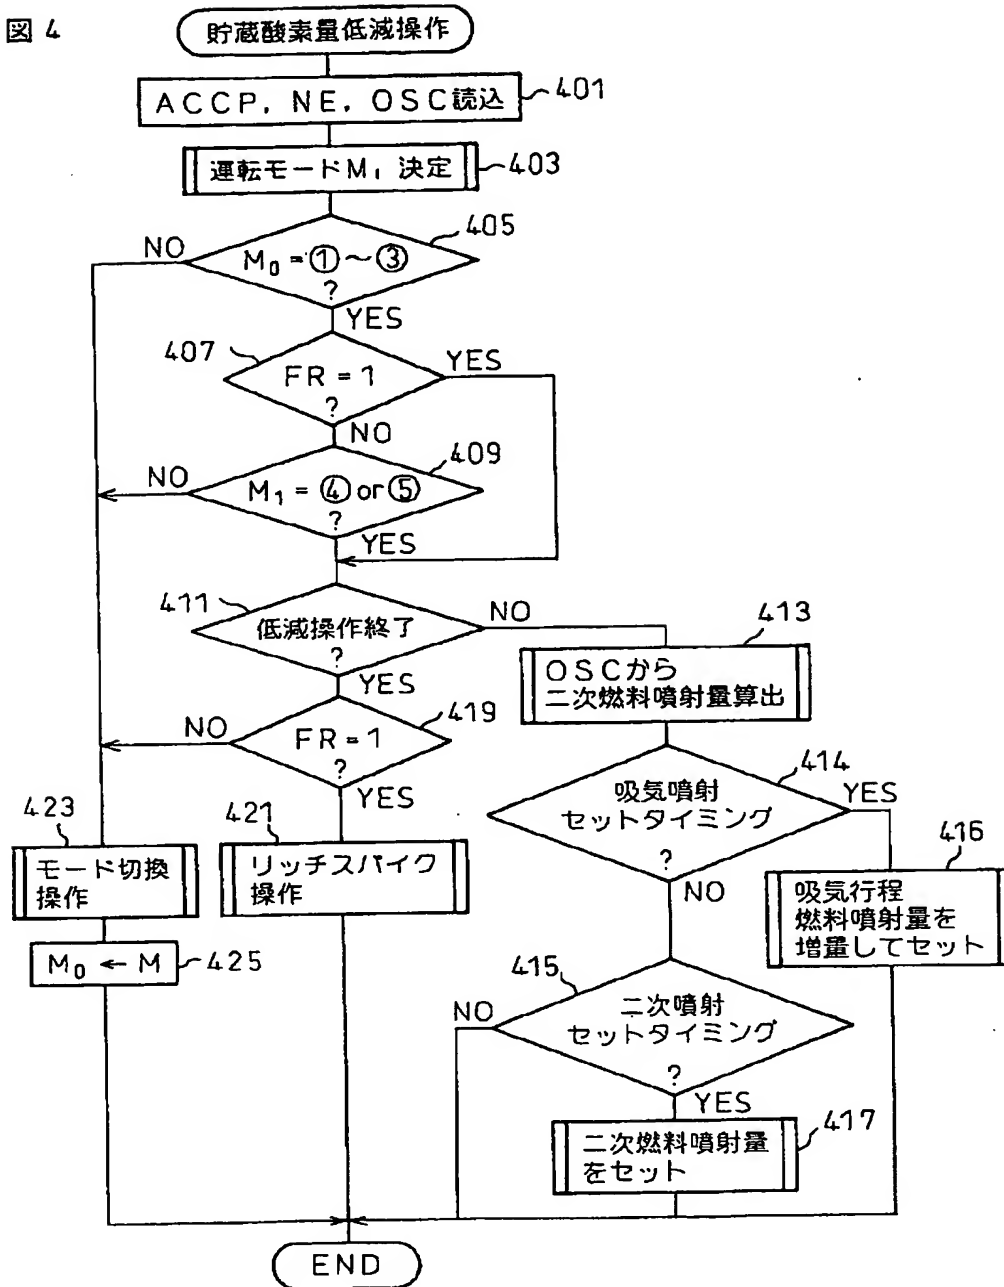 図 4
貯蔵酸素量低減操作
ACCP, NE, OSC読込
401
運転モードM1 決定
403
405
NO
M0 = ① ～ ③
?
YES
407
YES
FR = 1
?
NO
409
NO
M1 = ④ or ⑤
?
YES
411
NO
低減操作終了
?
YES
413
OSCから
二次燃料噴射量算出
419
NO
FR = 1
?
YES
414
YES
吸気噴射
セットタイミング
?
NO
423
モード切換
操作
421
リッチスパイク
操作
416
吸気行程
燃料噴射量を
増量してセット
M0 ← M
425
415
NO
二次噴射
セットタイミング
?
YES
417
二次燃料噴射量
をセット
END